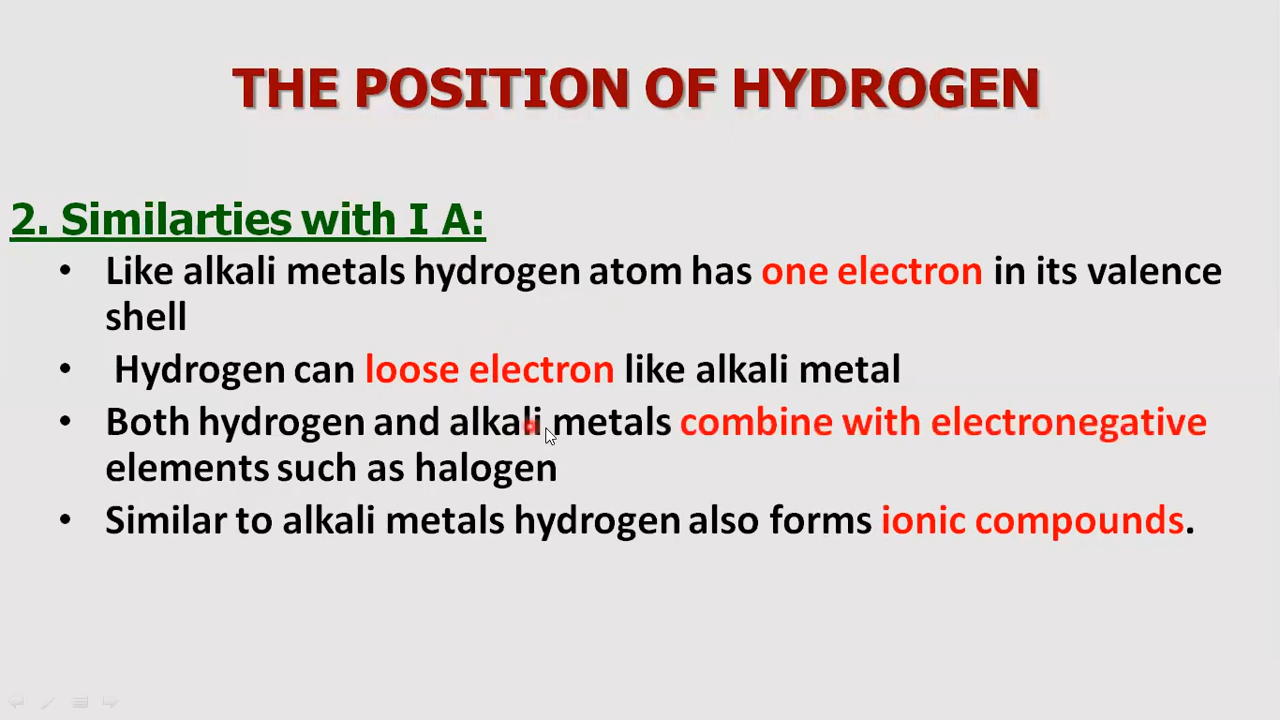 THE POSITION OF HYDROGEN
2. Similarties with I A:
• Like alkali metals hydrogen atom has one electron in its valence
shell
• Hydrogen can loose electron like alkali metal
• Both hydrogen and alkali metals combine with electronegative
elements such as halogen
• Similar to alkali metals hydrogen also forms ionic compounds.